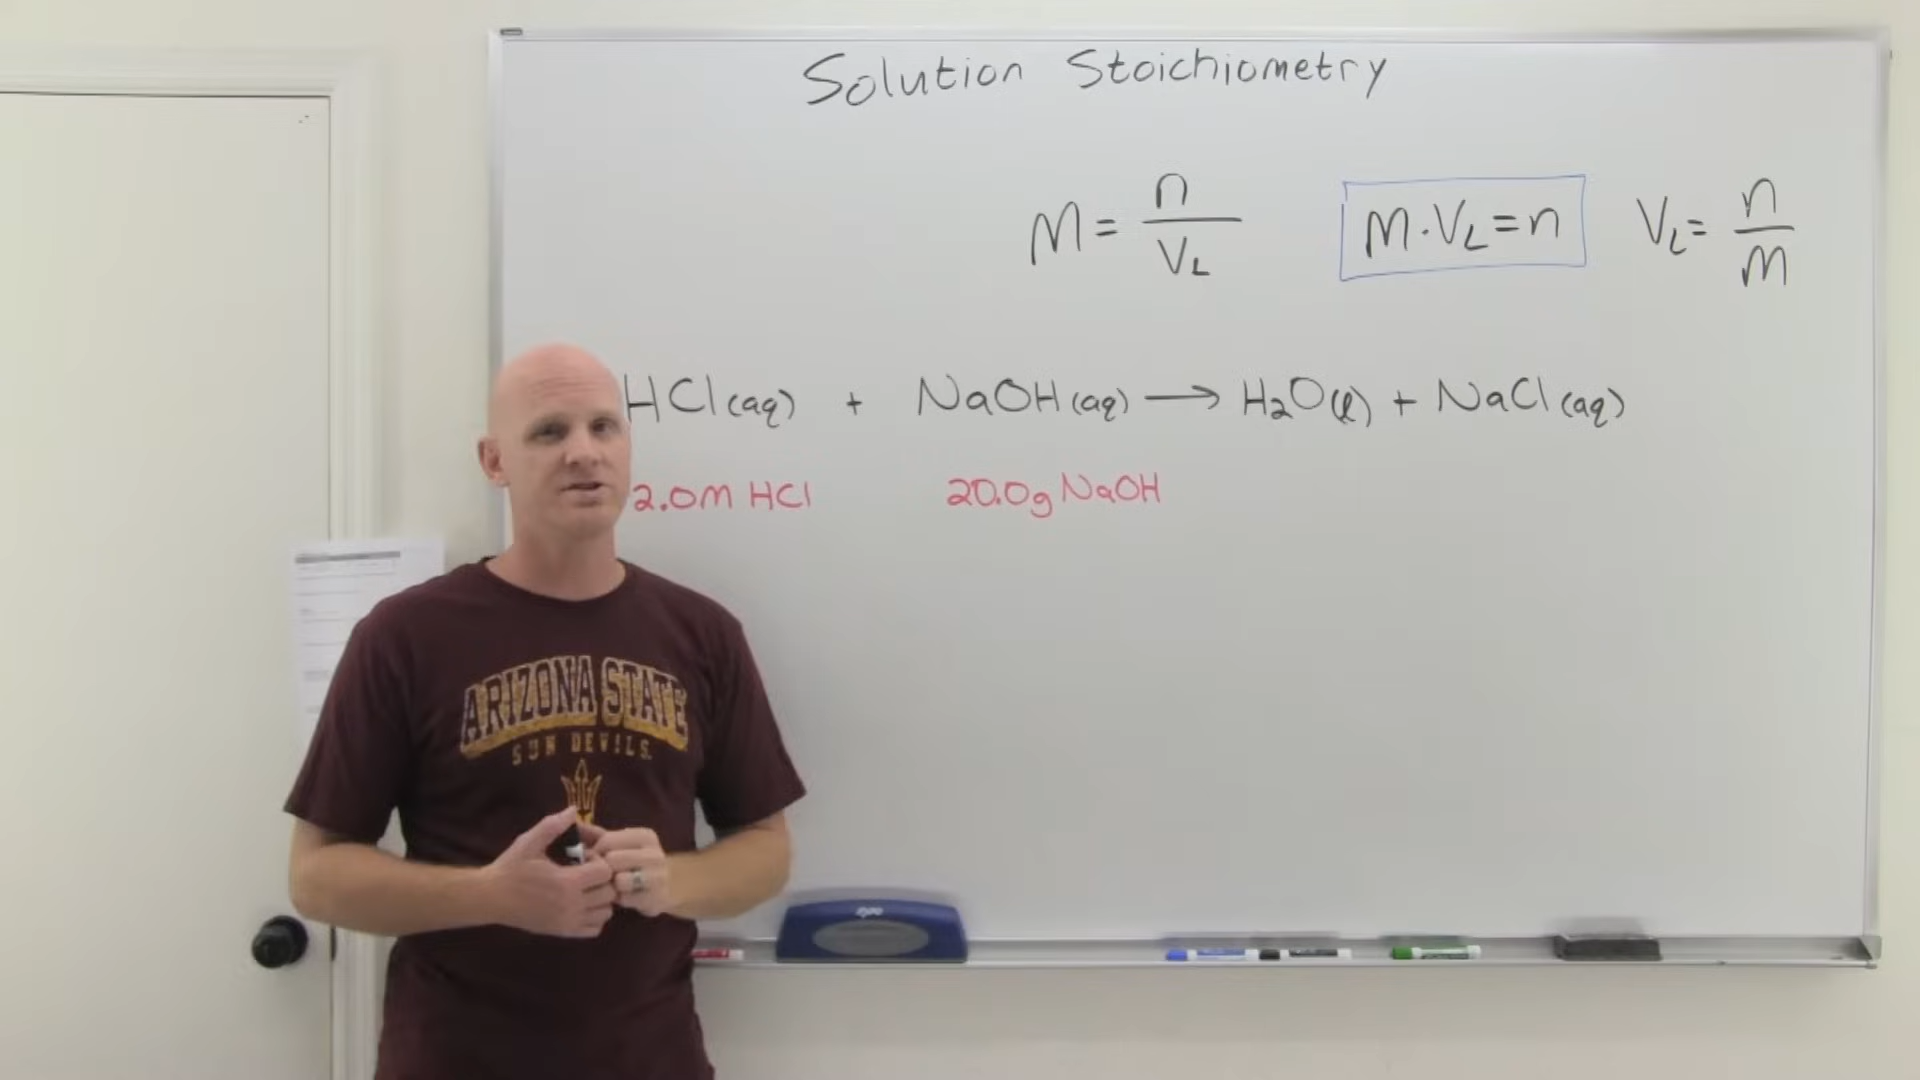 Solution Stoichiometry
M = n / V_L    M · V_L = n    V_L = n / M
HCl(aq) + NaOH(aq) → H₂O(l) + NaCl(aq)
2.0M HCl    20.0g NaOH
ARIZONA STATE
SUN DEVILS
expo